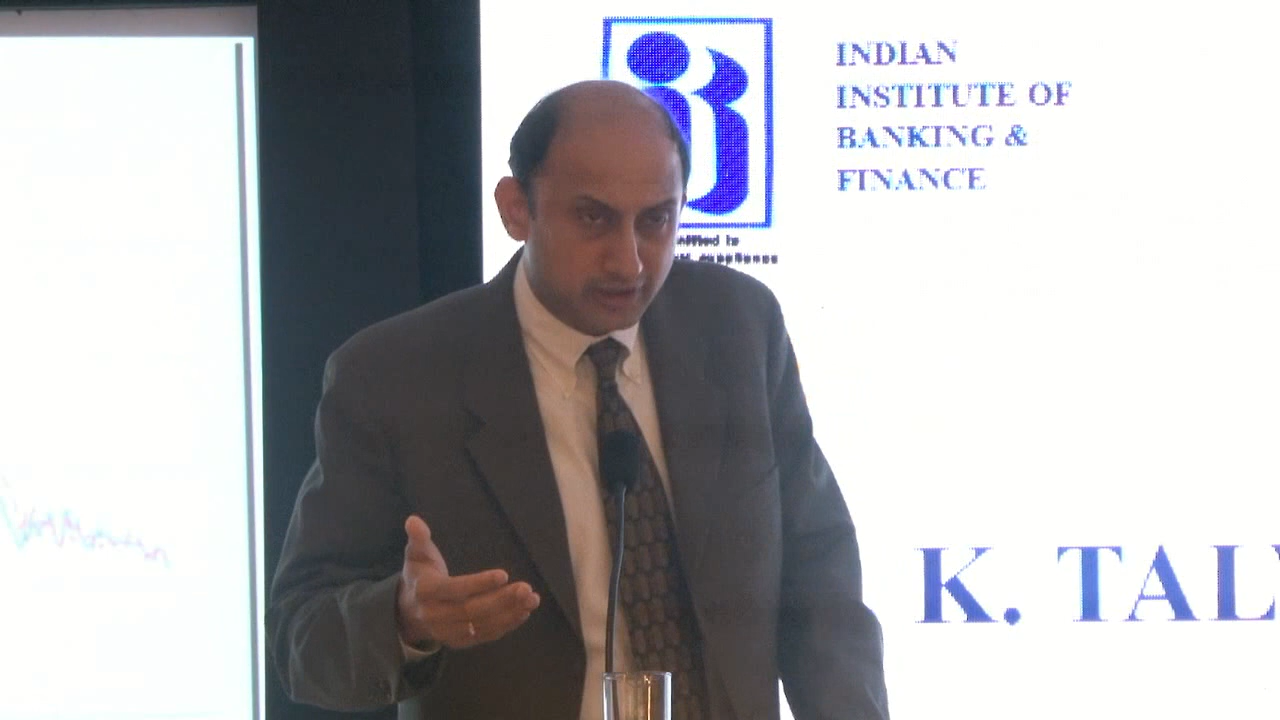 INDIAN
INSTITUTE OF
BANKING &
FINANCE
K. TAL